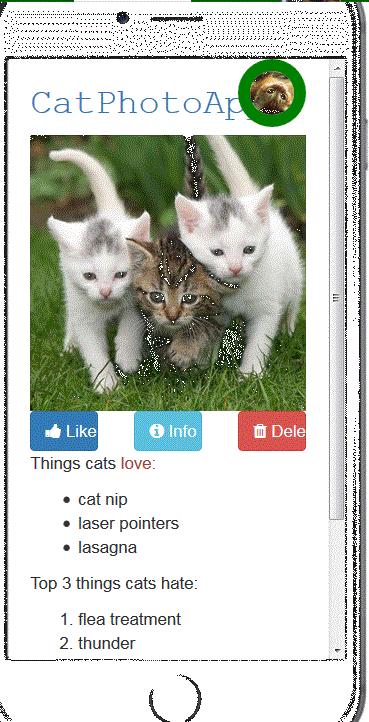 CatPhotoAp
Like
Info
Dele
Things cats love:
cat nip
laser pointers
lasagna
Top 3 things cats hate:
1. flea treatment
2. thunder